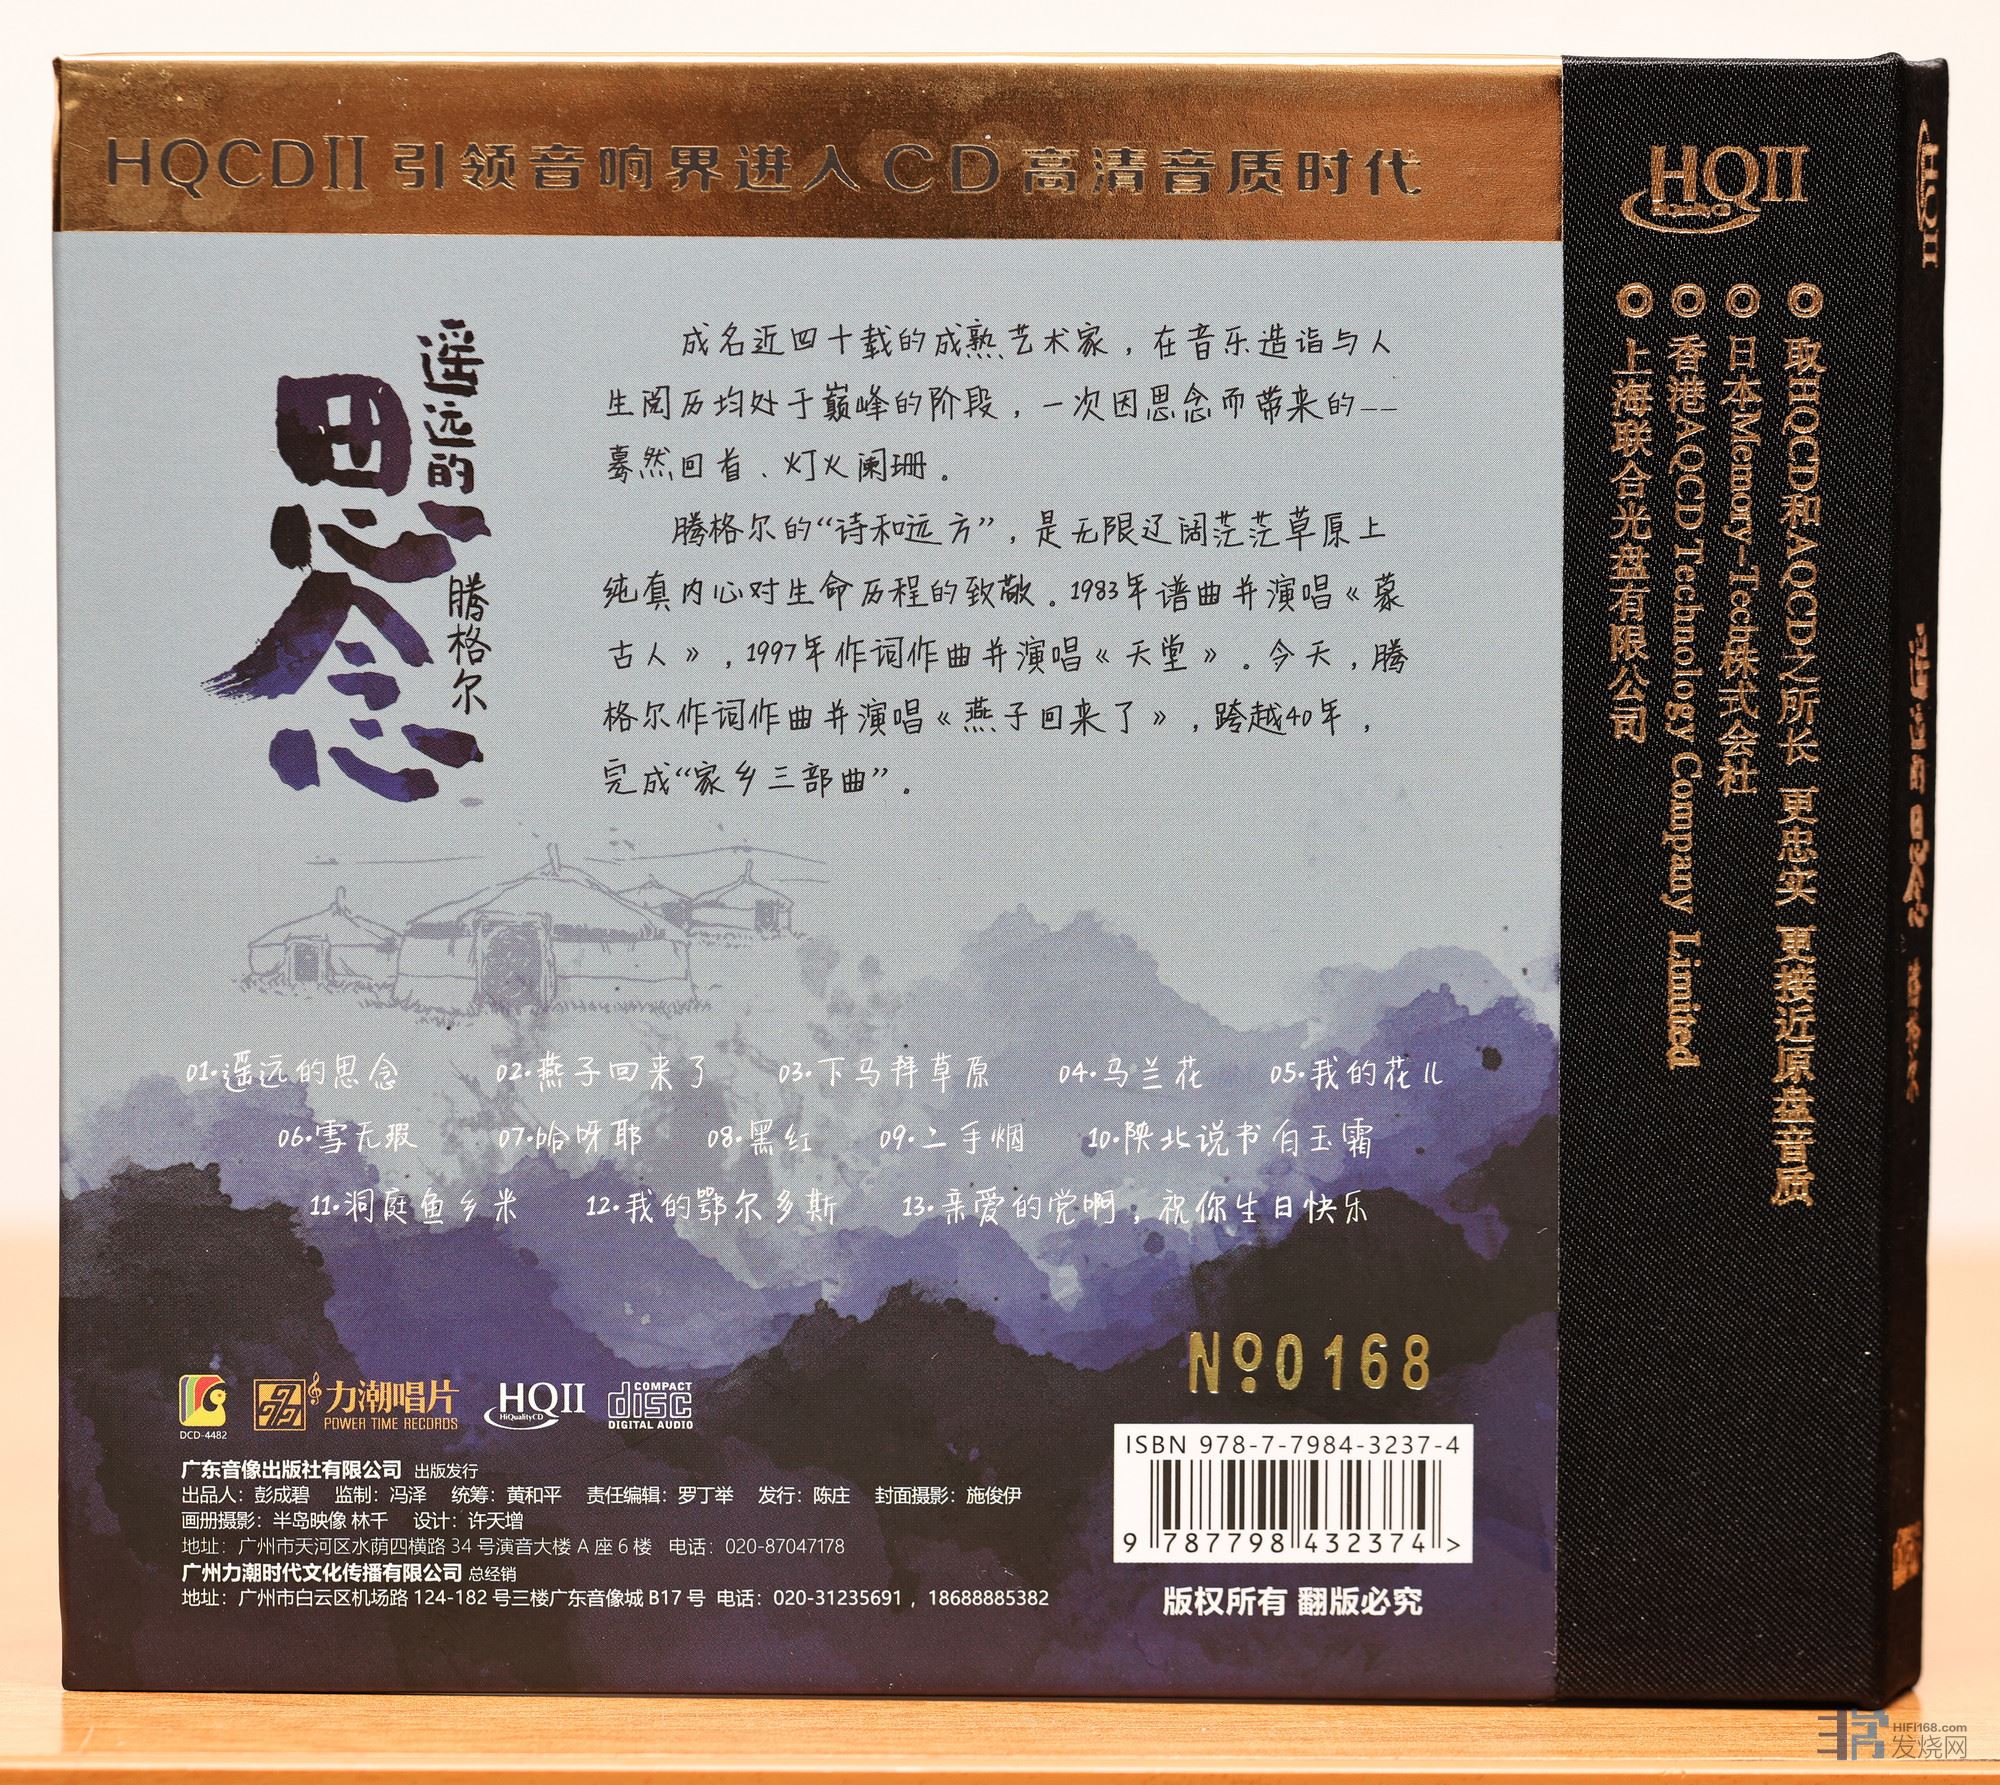 HQCDII 引领音响界进入CD高清音质时代
遥远的
思念
腾格尔
成名近四十载的成熟艺术家，在音乐造诣与人
生阅历均处于巅峰的阶段，一次因思念而带来的——
蓦然回首、灯火阑珊。
腾格尔的“诗和远方”，是无限辽阔茫茫草原上
纯真内心对生命历程的致敬。1983年谱曲并演唱《蒙
古人》，1997年作词作曲并演唱《天堂》。今天，腾
格尔作词作曲并演唱《燕子回来了》，跨越40年，
完成“家乡三部曲”。
01·遥远的思念 02·燕子回来了 03·下马拜草原 04·乌兰花 05·我的花儿
06·雪无瑕 07·哈呀耶 08·黑红 09·二手烟 10·陕北说书白玉霜
11·洞庭鱼乡米 12·我的鄂尔多斯 13·亲爱的党啊，祝你生日快乐
No0168
DCD-4482
力潮唱片
POWER TIME RECORDS
HQII
HiQualityCD
COMPACT
disc
DIGITAL AUDIO
广东音像出版社有限公司 出版发行
出品人：彭成碧 监制：冯泽 统筹：黄和平 责任编辑：罗丁举 发行：陈庄 封面摄影：施俊伊
画册摄影：半岛映像 林千 设计：许天增
地址：广州市天河区水荫四横路 34 号演音大楼 A 座 6 楼 电话：020-87047178
广州力潮时代文化传播有限公司 总经销
地址：广州市白云区机场路 124-182 号三楼广东音像城 B17 号 电话：020-31235691，18688885382
ISBN 978-7-7984-3237-4
9 787798 432374 >
版权所有 翻版必究
HQII
◎取HQCD和AQCD之所长 更忠实 更接近原盘音质
◎日本Memory-Tech株式会社
◎香港AQCD Technology Company Limited
◎上海联合光盘有限公司
HQII
遥远的思念 腾格尔
HIFI168.com
发烧网